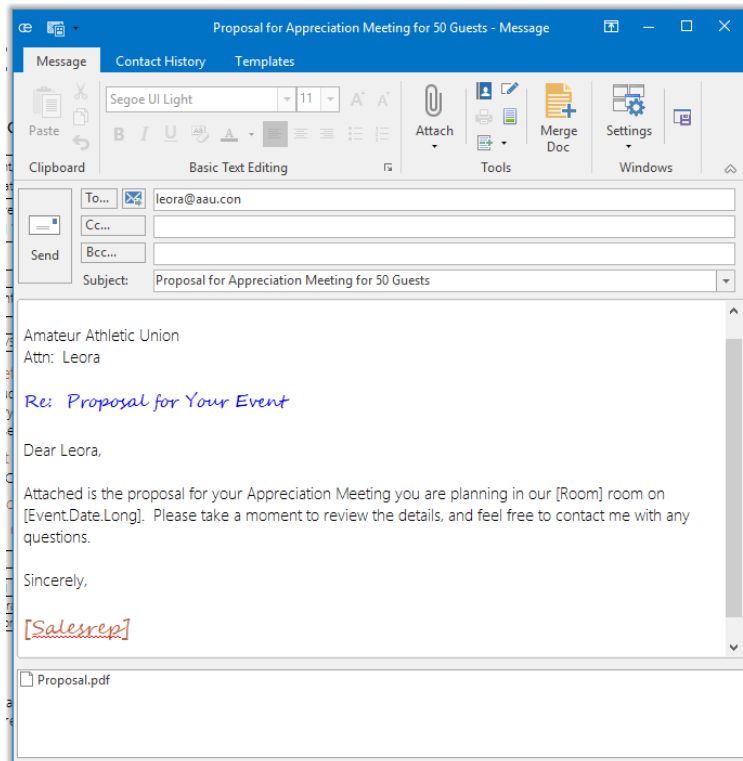 œ Proposal for Appreciation Meeting for 50 Guests - Message
Message Contact History Templates
Segoe UI Light 11 A A
Paste B I U A Attach Merge Doc Settings
Clipboard Basic Text Editing Tools Windows
To... leora@aau.con
Cc...
Send Bcc...
Subject: Proposal for Appreciation Meeting for 50 Guests
Amateur Athletic Union
Attn: Leora
Re: Proposal for Your Event
Dear Leora,
Attached is the proposal for your Appreciation Meeting you are planning in our [Room] room on
[Event.Date.Long]. Please take a moment to review the details, and feel free to contact me with any
questions.
Sincerely,
[Salesrep]
Proposal.pdf